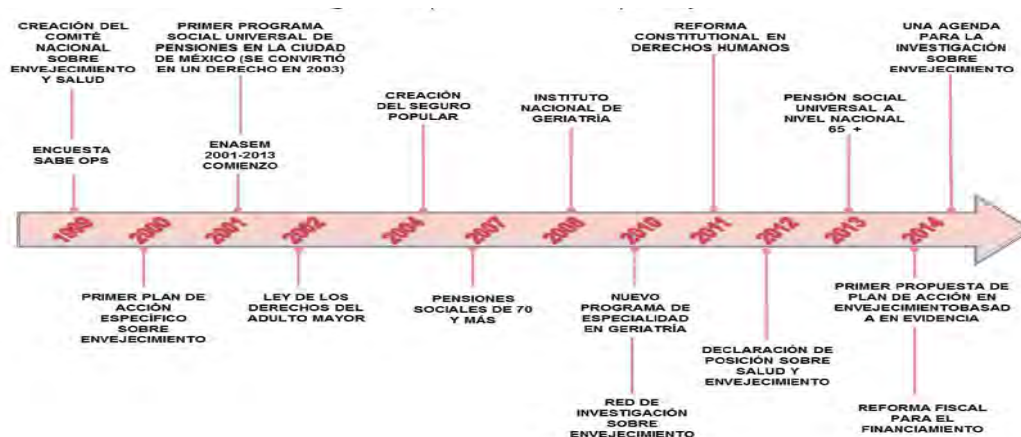 CREACIÓN DEL
COMITÉ
NACIONAL
SOBRE
ENVEJECIMIENTO
Y SALUD
ENCUESTA
SABE OPS
PRIMER PROGRAMA
SOCIAL UNIVERSAL DE
PENSIONES EN LA CIUDAD
DE MÉXICO (SE CONVIRTIÓ
EN UN DERECHO EN 2003)
ENASEM
2001-2013
COMIENZO
CREACIÓN
DEL SEGURO
POPULAR
INSTITUTO
NACIONAL DE
GERIATRÍA
REFORMA
CONSTITUTIONAL EN
DERECHOS HUMANOS
PENSIÓN SOCIAL
UNIVERSAL A
NIVEL NACIONAL
65 +
UNA AGENDA
PARA LA
INVESTIGACIÓN
SOBRE
ENVEJECIMIENTO
1999
2000
2001
2002
2004
2007
2008
2010
2011
2012
2013
2014
PRIMER PLAN DE
ACCIÓN
ESPECÍFICO
SOBRE
ENVEJECIMIENTO
LEY DE LOS
DERECHOS DEL
ADULTO MAYOR
PENSIONES
SOCIALES DE 70
Y MÁS
NUEVO
PROGRAMA DE
ESPECIALIDAD
EN GERIATRÍA
RED DE
INVESTIGACIÓN
SOBRE
ENVEJECIMIENTO
DECLARACIÓN DE
POSICIÓN SOBRE
SALUD Y
ENVEJECIMIENTO
PRIMER PROPUESTA DE
PLAN DE ACCIÓN EN
ENVEJECIMIENTOBASAD
A EN EVIDENCIA
REFORMA FISCAL
PARA EL
FINANCIAMIENTO